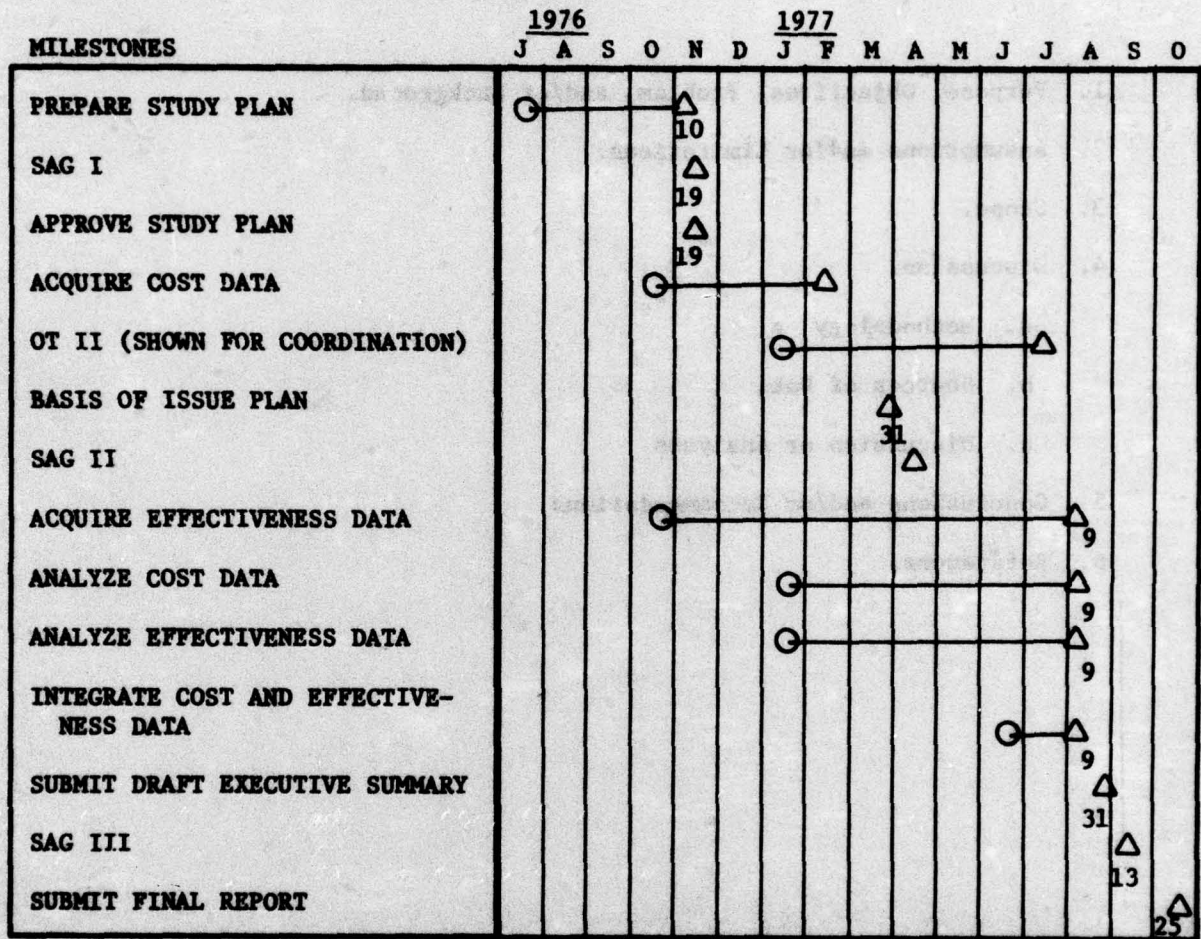 1976 1977
MILESTONES J A S O N D J F M A M J J A S O
PREPARE STUDY PLAN
10
SAG I
19
APPROVE STUDY PLAN
19
ACQUIRE COST DATA
OT II (SHOWN FOR COORDINATION)
BASIS OF ISSUE PLAN
31
SAG II
ACQUIRE EFFECTIVENESS DATA
9
ANALYZE COST DATA
9
ANALYZE EFFECTIVENESS DATA
9
INTEGRATE COST AND EFFECTIVE-
NESS DATA
9
SUBMIT DRAFT EXECUTIVE SUMMARY
31
SAG III
13
SUBMIT FINAL REPORT
25